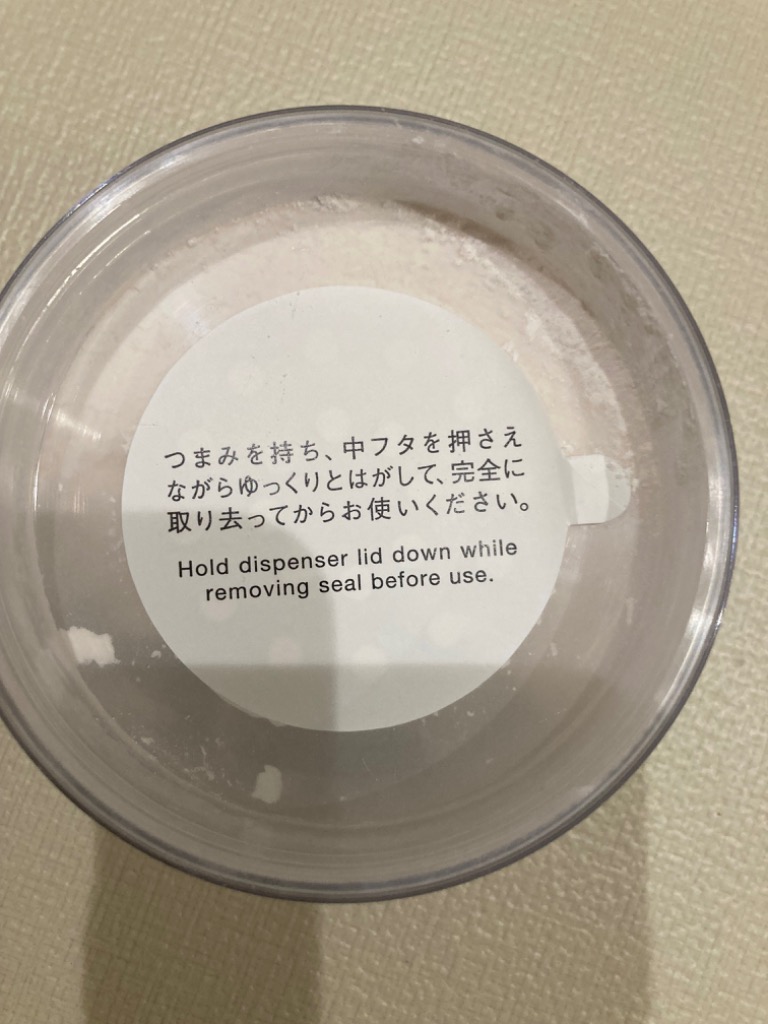 つまみを持ち、中フタを押さえ
ながらゆっくりとはがして、完全に
取り去ってからお使いください。
Hold dispenser lid down while
removing seal before use.